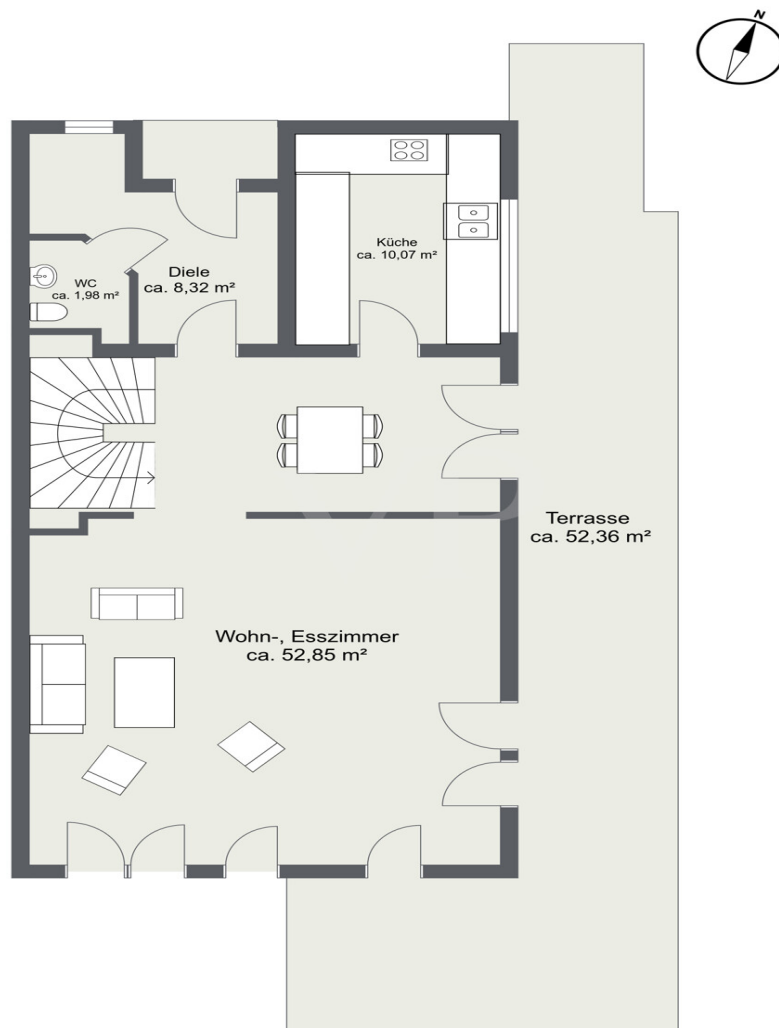 N
Küche
ca. 10,07 m²
WC
ca. 1,98 m²
Diele
ca. 8,32 m²
Terrasse
ca. 52,36 m²
Wohn-, Esszimmer
ca. 52,85 m²